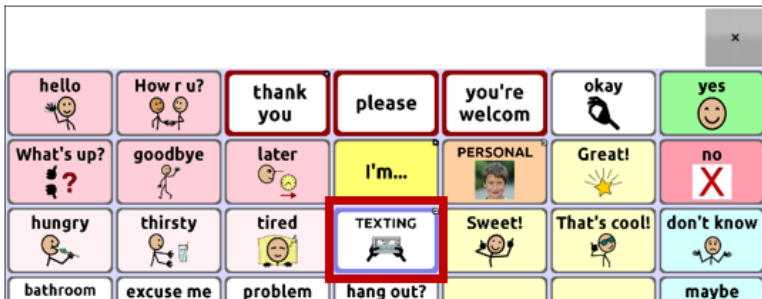 ×
hello
How r u?
thank
you
please
you're
welcom
okay
yes
What's up?
goodbye
later
I'm...
PERSONAL
Great!
no
hungry
thirsty
tired
TEXTING
Sweet!
That's cool!
don't know
bathroom
excuse me
problem
hang out?
maybe